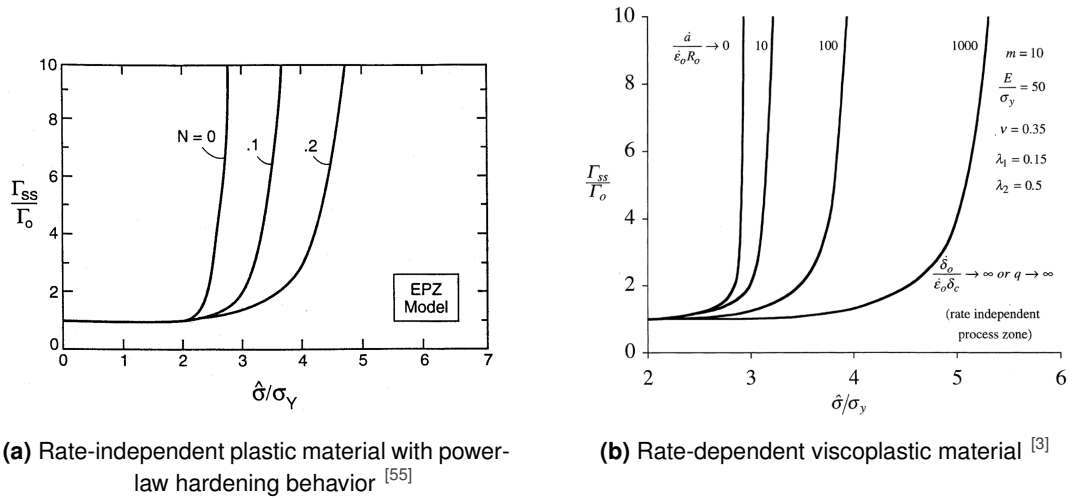 10
8
6
4
2
0
Γss
Γo
N = 0
.1
.2
EPZ
Model
0 1 2 3 4 5 6 7
σ̂/σY
(a) Rate-independent plastic material with power-
law hardening behavior [55]
10
8
6
4
2
0
Γss
Γo
ȧ
ε̇oRo
→ 0
10
100
1000
m = 10
E
σy
= 50
ν = 0.35
λ1 = 0.15
λ2 = 0.5
δ̇o
ε̇oδc
→ ∞ or q → ∞
(rate independent
process zone)
2 3 4 5 6
σ̂/σy
(b) Rate-dependent viscoplastic material [3]